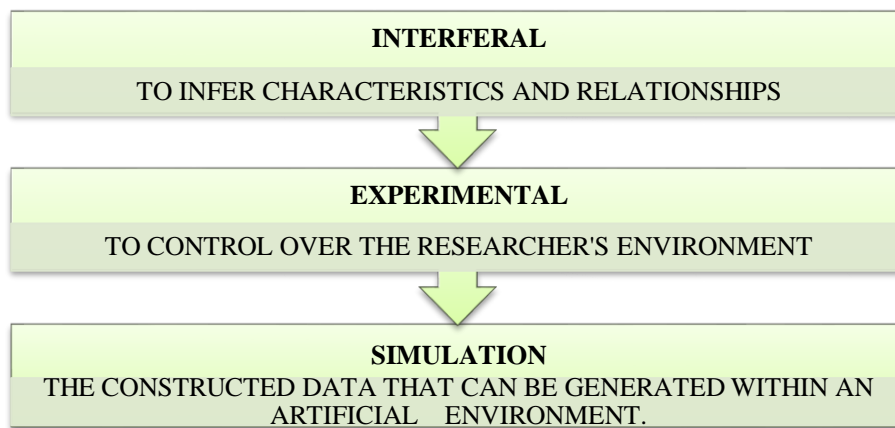 INTERFERAL
TO INFER CHARACTERISTICS AND RELATIONSHIPS
EXPERIMENTAL
TO CONTROL OVER THE RESEARCHER'S ENVIRONMENT
SIMULATION
THE CONSTRUCTED DATA THAT CAN BE GENERATED WITHIN AN
ARTIFICIAL ENVIRONMENT.